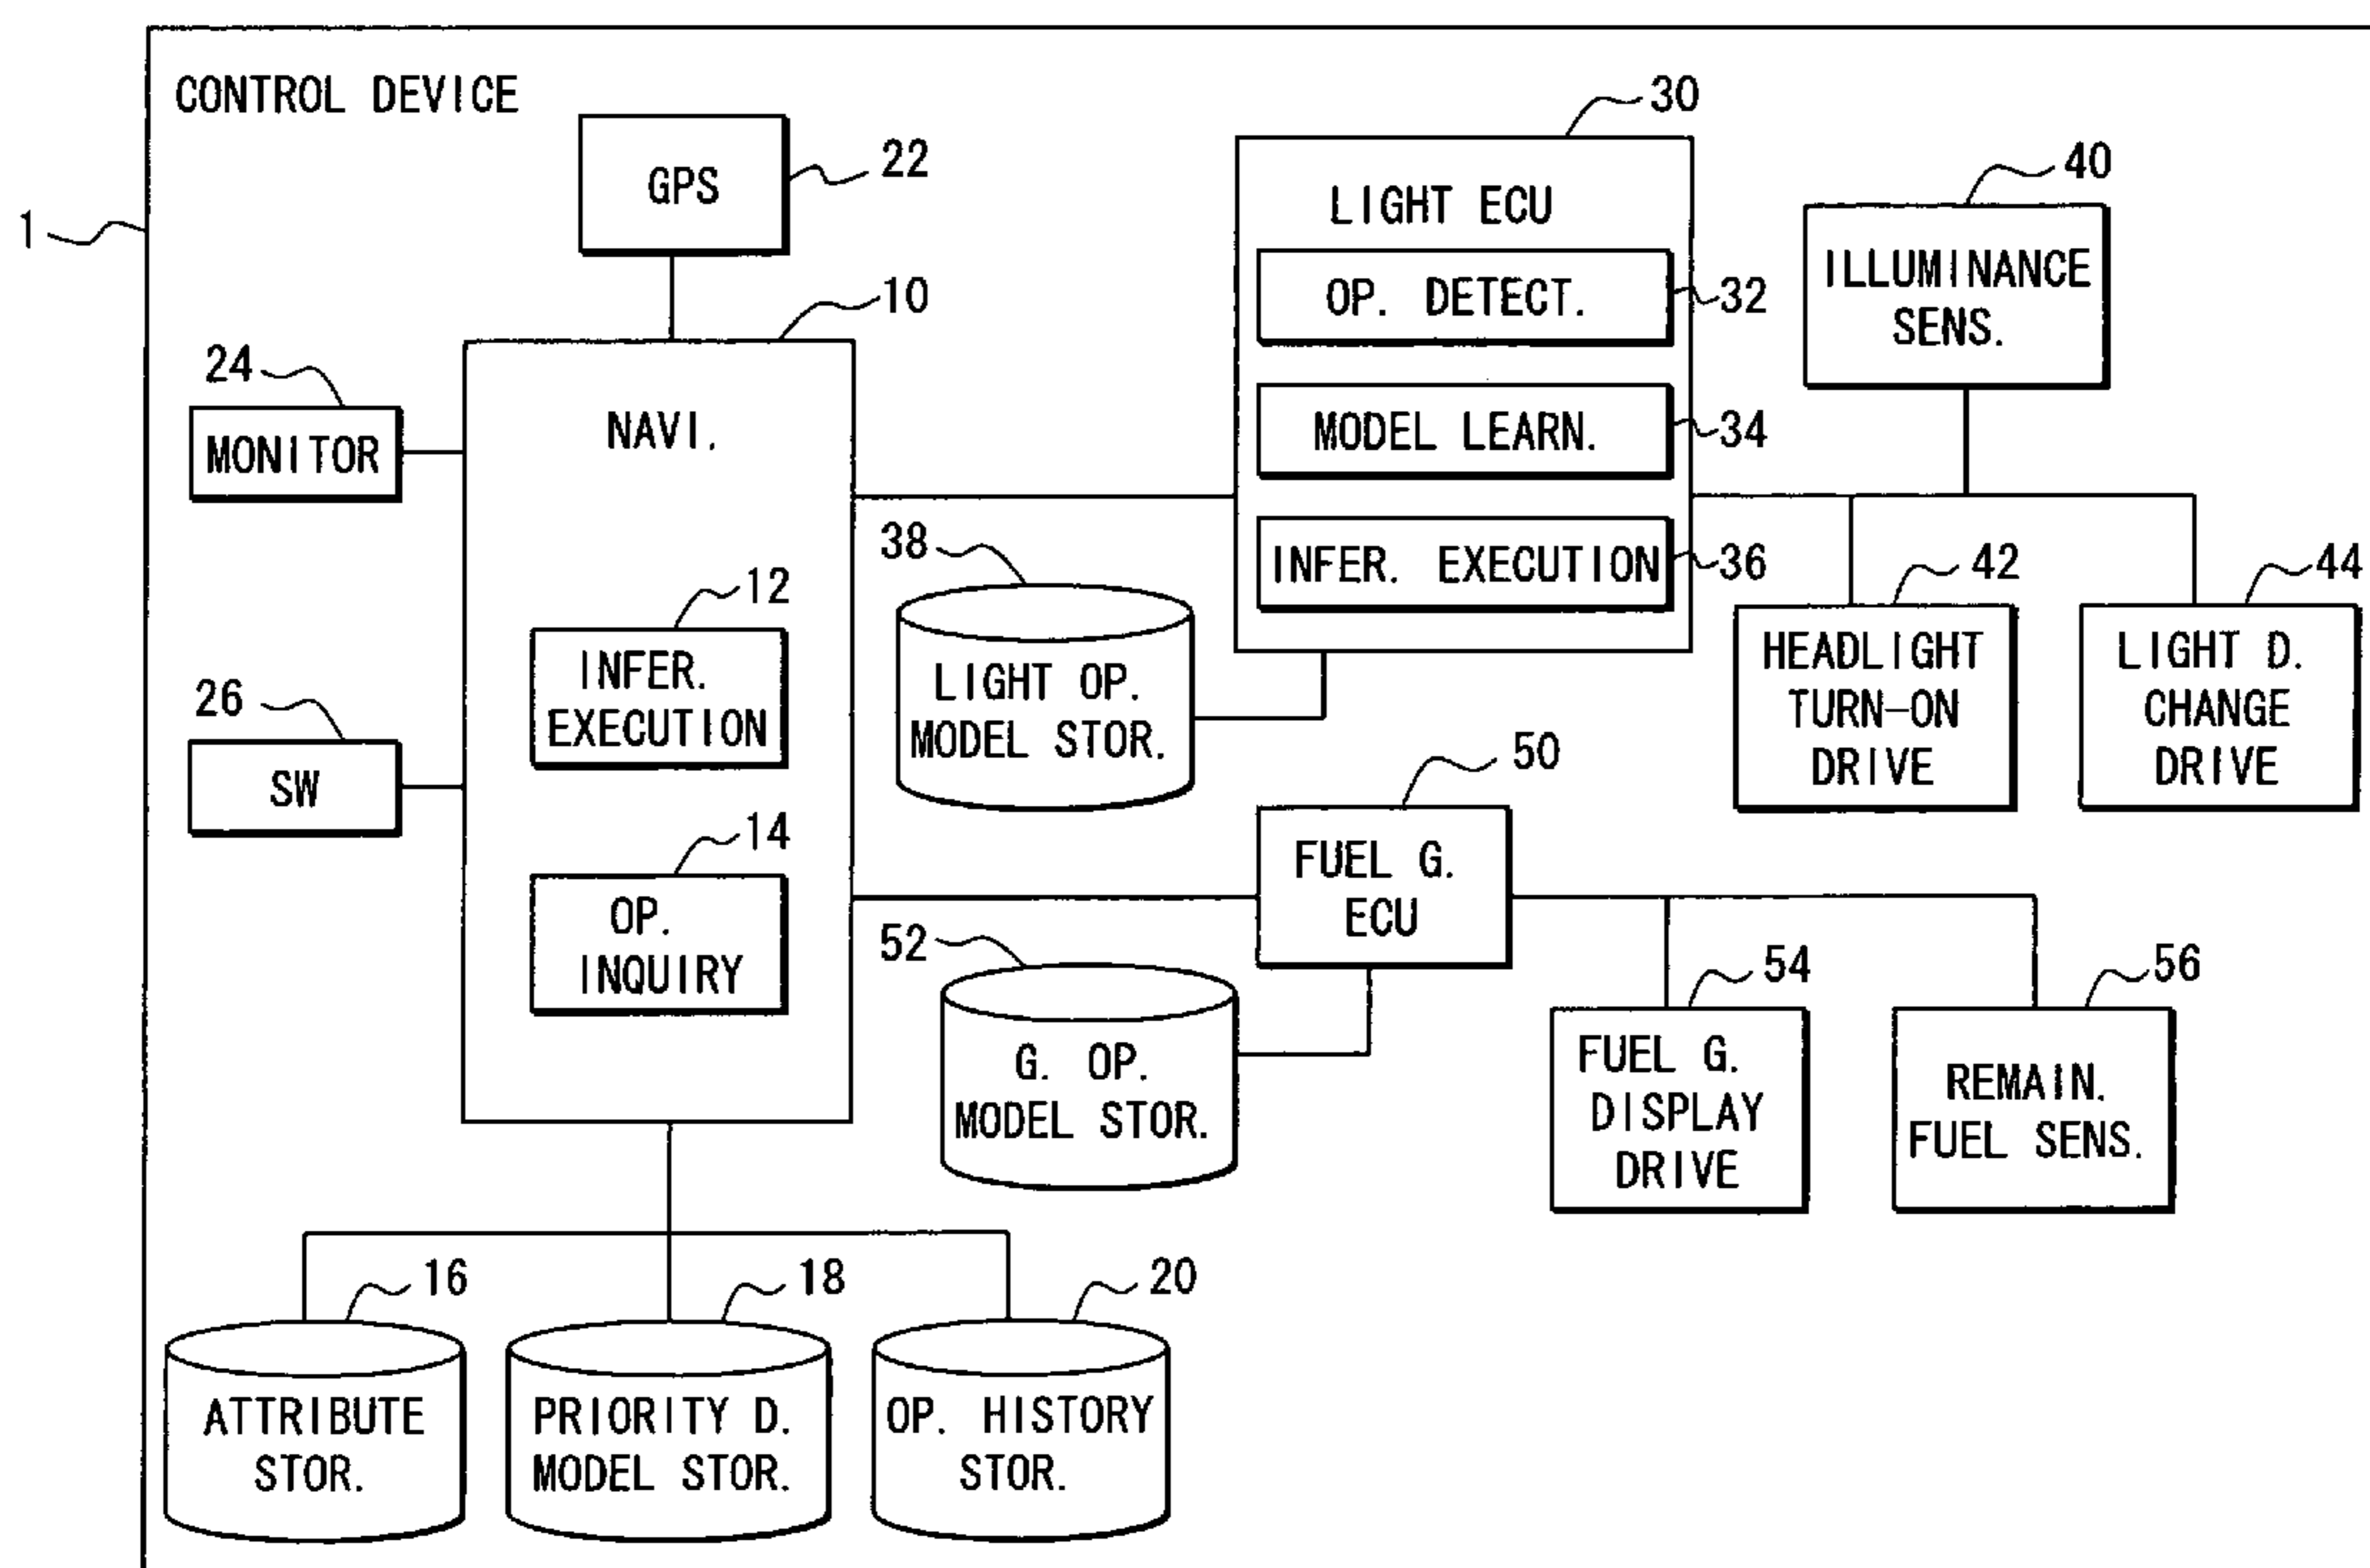 CONTROL DEVICE
1
GPS
22
10
24
MONITOR
NAVI.
26
SW
12
INFER.
EXECUTION
14
OP.
INQUIRY
30
LIGHT ECU
OP. DETECT.
32
MODEL LEARN.
34
INFER. EXECUTION
36
40
ILLUMINANCE
SENS.
38
LIGHT OP.
MODEL STOR.
42
HEADLIGHT
TURN-ON
DRIVE
44
LIGHT D.
CHANGE
DRIVE
50
FUEL G.
ECU
52
G. OP.
MODEL STOR.
54
FUEL G.
DISPLAY
DRIVE
56
REMAIN.
FUEL SENS.
16
ATTRIBUTE
STOR.
18
PRIORITY D.
MODEL STOR.
20
OP. HISTORY
STOR.